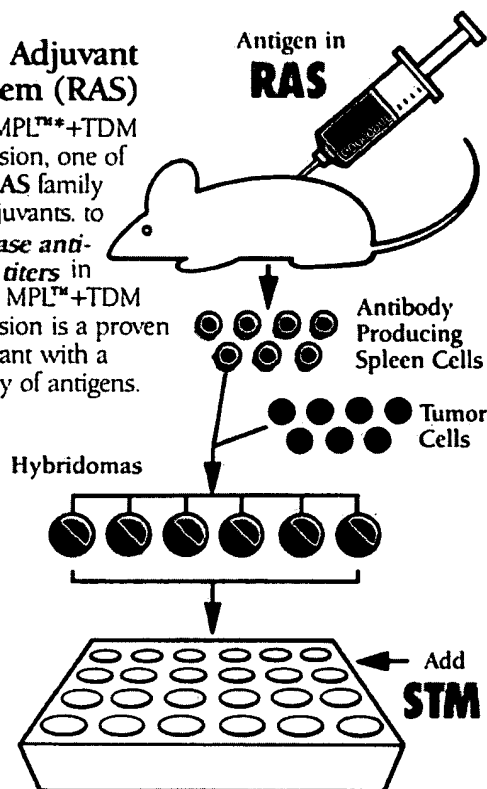 Adjuvant
em (RAS)
MPL™*+TDM
sion, one of
AS family
juvants. to
ase anti-
titers in
MPL™+TDM
sion is a proven
ant with a
y of antigens.
Antigen in
RAS
Antibody
Producing
Spleen Cells
Tumor
Cells
Hybridomas
Add
STM